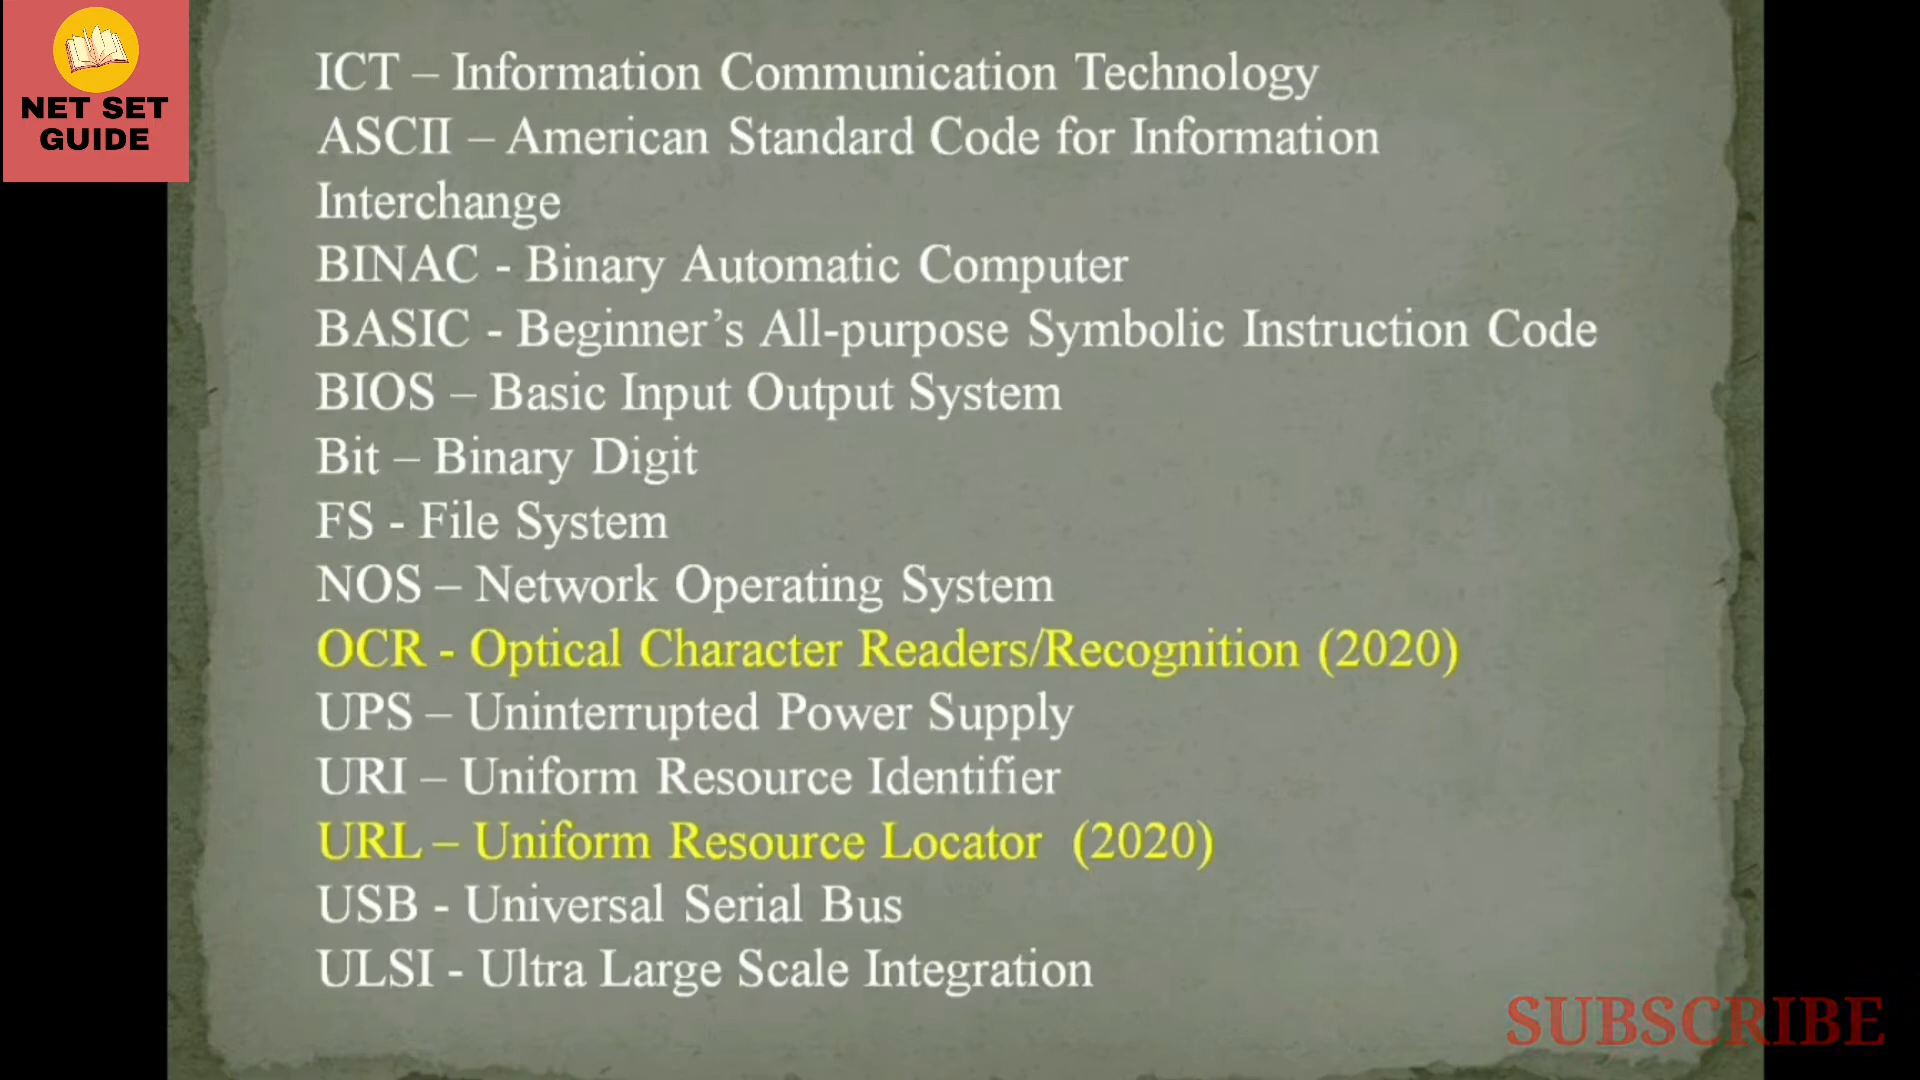 NET SET
GUIDE
ICT – Information Communication Technology
ASCII – American Standard Code for Information
Interchange
BINAC - Binary Automatic Computer
BASIC - Beginner’s All-purpose Symbolic Instruction Code
BIOS – Basic Input Output System
Bit – Binary Digit
FS - File System
NOS – Network Operating System
OCR - Optical Character Readers/Recognition (2020)
UPS – Uninterrupted Power Supply
URI – Uniform Resource Identifier
URL – Uniform Resource Locator (2020)
USB - Universal Serial Bus
ULSI - Ultra Large Scale Integration
SUBSCRIBE